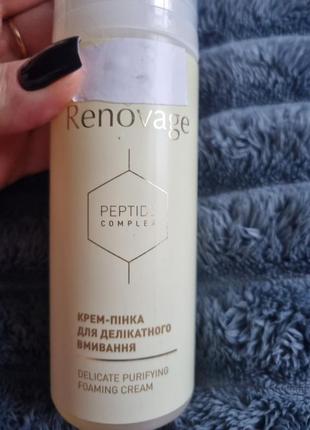 Renovage
PEPTIDE
COMPLEX
КРЕМ-ПІНКА
ДЛЯ ДЕЛІКАТНОГО
ВМИВАННЯ
DELICATE PURIFYING
FOAMING CREAM